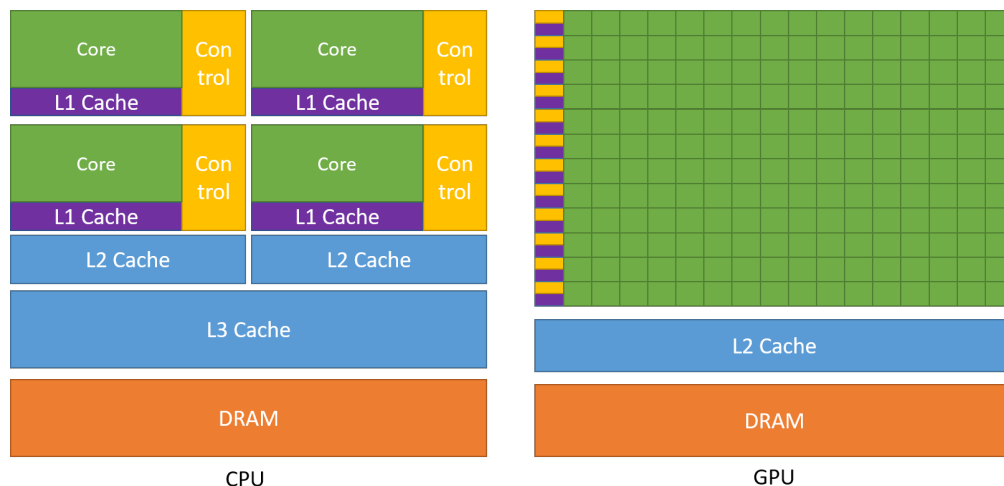 Core
Con
trol
Core
Con
trol
L1 Cache
L1 Cache
Core
Con
trol
Core
Con
trol
L1 Cache
L1 Cache
L2 Cache
L2 Cache
L3 Cache
DRAM
CPU
L2 Cache
DRAM
GPU